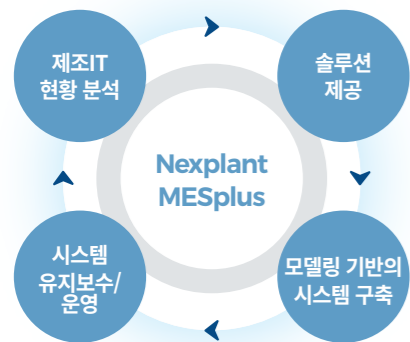 제조IT
현황 분석
솔루션
제공
Nexplant
MESplus
시스템
유지보수/
운영
모델링 기반의
시스템 구축